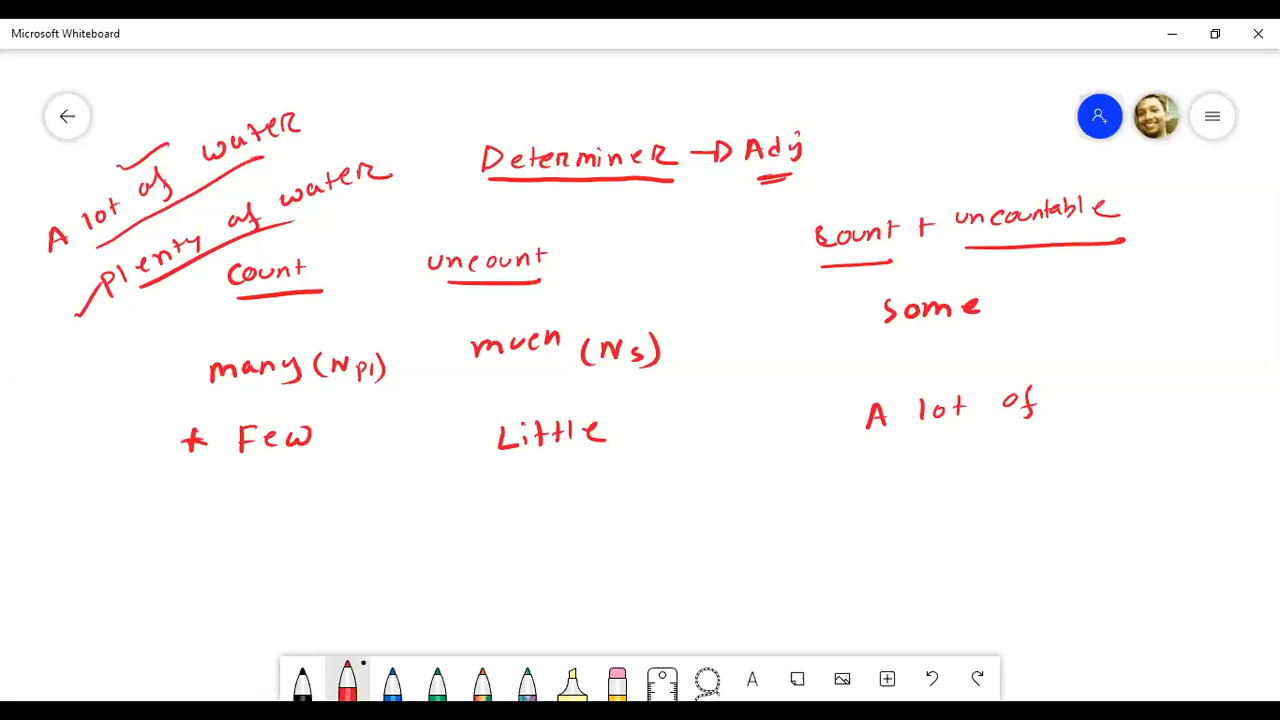 Microsoft Whiteboard
A lot of water
plenty of water
Determiner → Adj
count
uncount
count + uncountable
many (Npl)
much (Ns)
some
* Few
Little
A lot of
A